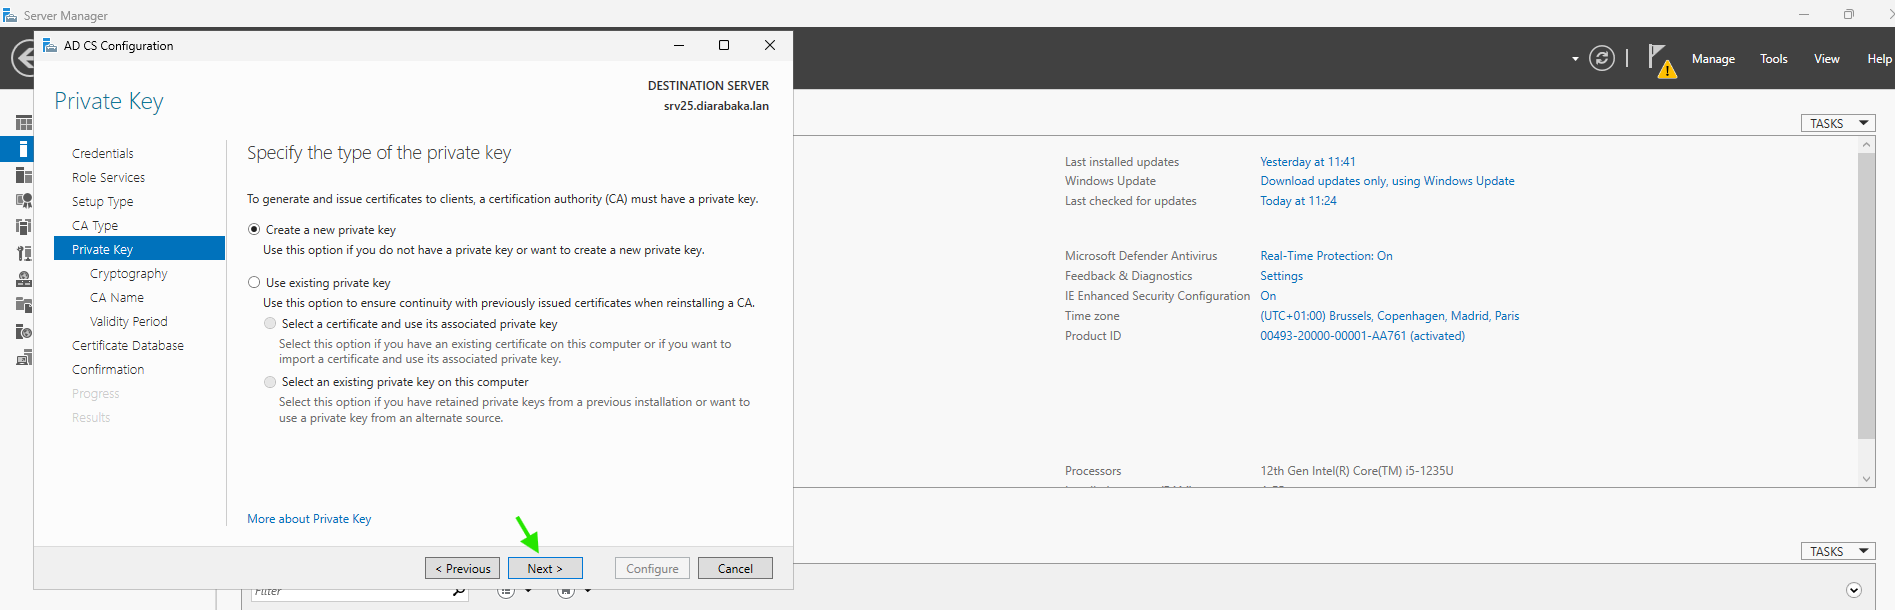 Server Manager
AD CS Configuration
Manage
Tools
View
Help
DESTINATION SERVER
srv25.diarabaka.lan
Private Key
Credentials
Role Services
Setup Type
CA Type
Private Key
Cryptography
CA Name
Validity Period
Certificate Database
Confirmation
Progress
Results
Specify the type of the private key
To generate and issue certificates to clients, a certification authority (CA) must have a private key.
Create a new private key
Use this option if you do not have a private key or want to create a new private key.
Use existing private key
Use this option to ensure continuity with previously issued certificates when reinstalling a CA.
Select a certificate and use its associated private key
Select this option if you have an existing certificate on this computer or if you want to
import a certificate and use its associated private key.
Select an existing private key on this computer
Select this option if you have retained private keys from a previous installation or want to
use a private key from an alternate source.
More about Private Key
< Previous
Next >
Configure
Cancel
TASKS
Last installed updates Yesterday at 11:41
Windows Update Download updates only, using Windows Update
Last checked for updates Today at 11:24
Microsoft Defender Antivirus Real-Time Protection: On
Feedback & Diagnostics Settings
IE Enhanced Security Configuration On
Time zone (UTC+01:00) Brussels, Copenhagen, Madrid, Paris
Product ID 00493-20000-00001-AA761 (activated)
Processors 12th Gen Intel(R) Core(TM) i5-1235U
TASKS
Filter